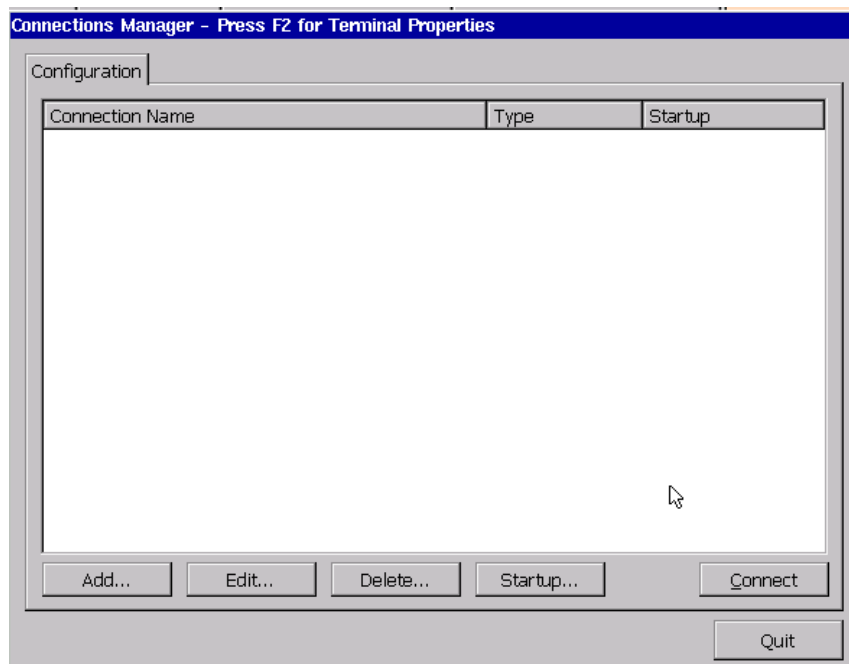 Connections Manager - Press F2 for Terminal Properties
Configuration
Connection Name Type Startup
Add... Edit... Delete... Startup... Connect
Quit